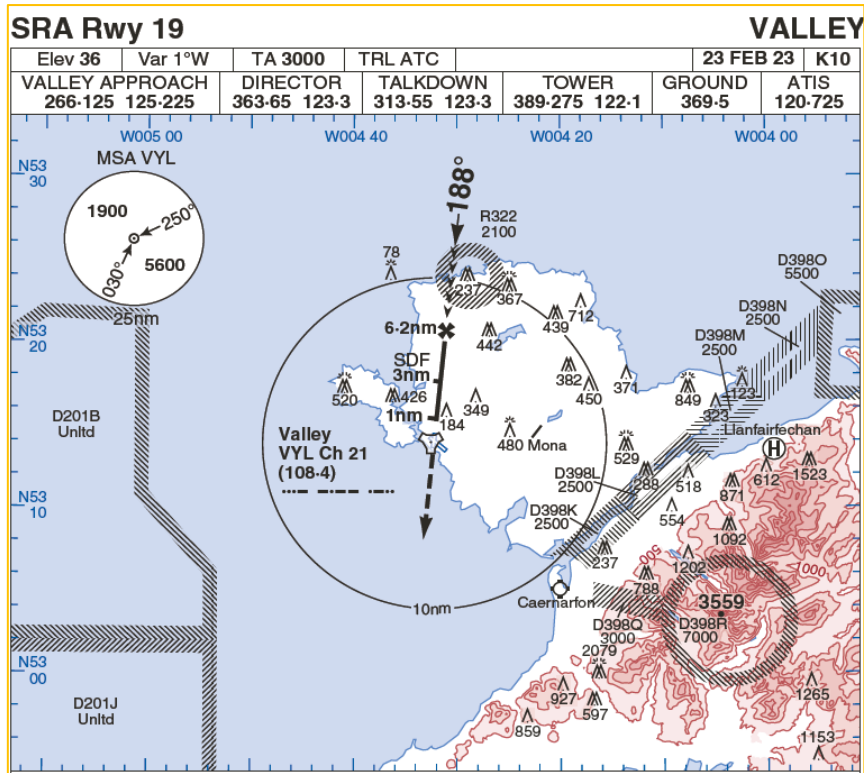 SRA Rwy 19 VALLEY
Elev 36 Var 1°W TA 3000 TRL ATC 23 FEB 23 K10
VALLEY APPROACH DIRECTOR TALKDOWN TOWER GROUND ATIS
266·125 125·225 363·65 123·3 313·55 123·3 389·275 122·1 369·5 120·725
W005 00 W004 40 W004 20 W004 00
MSA VYL
N53
30
1900
250°
030°
5600
25nm
188°
R322
2100
78
237
367
D398O
5500
D398N
2500
D398M
2500
N53
20
6·2nm
442
439
712
SDF
3nm
382
371
450
520
426
349
849
123
323
1nm
184
D201B
Unltd
Valley
VYL Ch 21
(108·4)
480 Mona
529
Llanfairfechan
H
D398L
2500
288
518
612
1523
871
N53
10
D398K
2500
554
1092
237
500
1202
1000
788
10nm
Caernarfon
3559
D398Q
3000
D398R
7000
2079
N53
00
D201J
Unltd
927
597
859
1265
1153